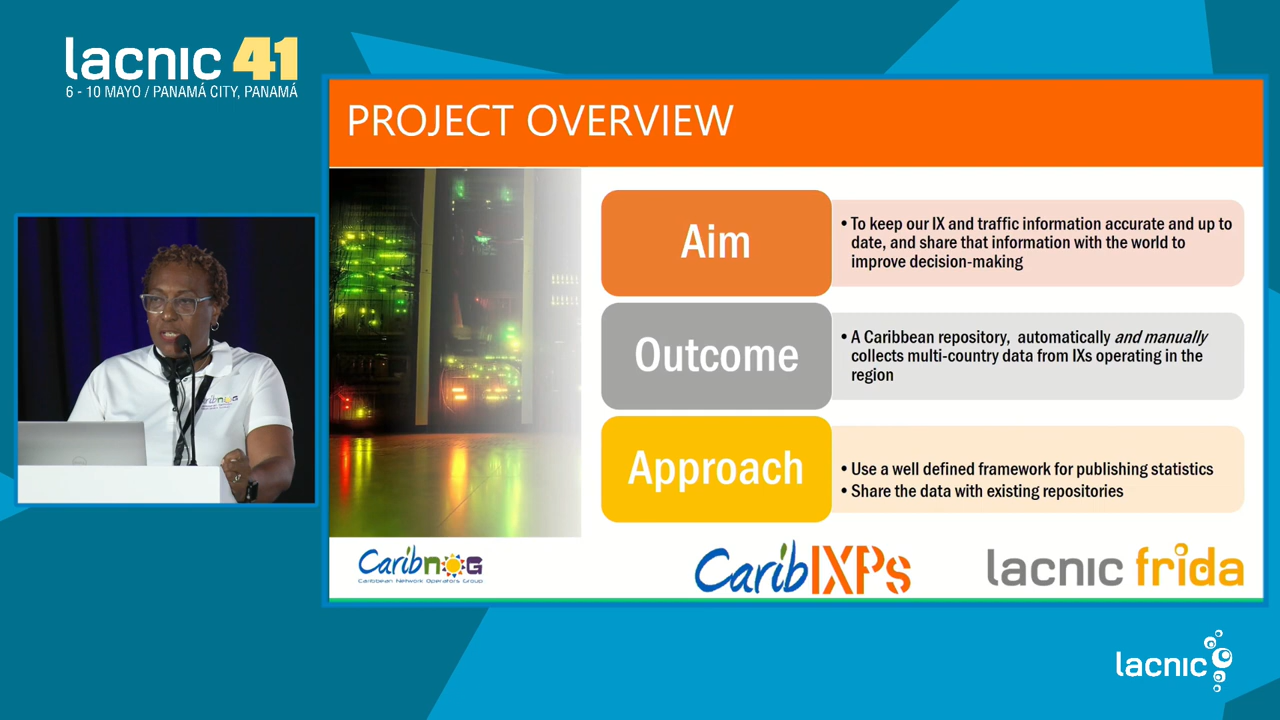 lacnic 41
6 - 10 MAYO / PANAMÁ CITY, PANAMÁ
PROJECT OVERVIEW
Aim
• To keep our IX and traffic information accurate and up to
date, and share that information with the world to
improve decision-making
Outcome
• A Caribbean repository, automatically and manually
collects multi-country data from IXs operating in the
region
Approach
• Use a well defined framework for publishing statistics
• Share the data with existing repositories
Caribnog
Caribbean Network Operators Group
CaribIXPs
lacnic frida
lacnic